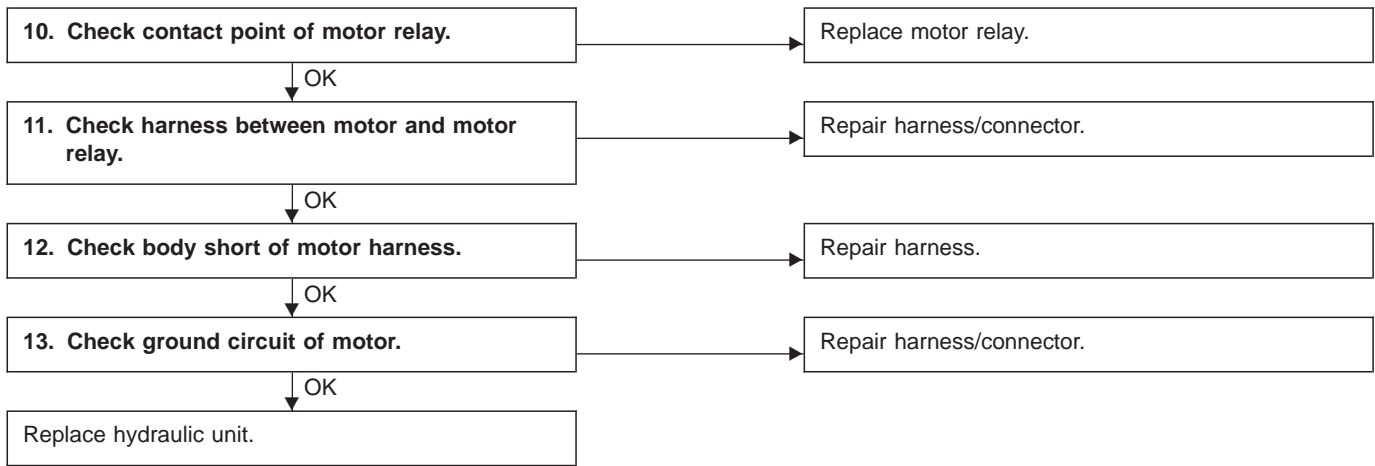 10. Check contact point of motor relay.
Replace motor relay.
OK
11. Check harness between motor and motor
relay.
Repair harness/connector.
OK
12. Check body short of motor harness.
Repair harness.
OK
13. Check ground circuit of motor.
Repair harness/connector.
OK
Replace hydraulic unit.